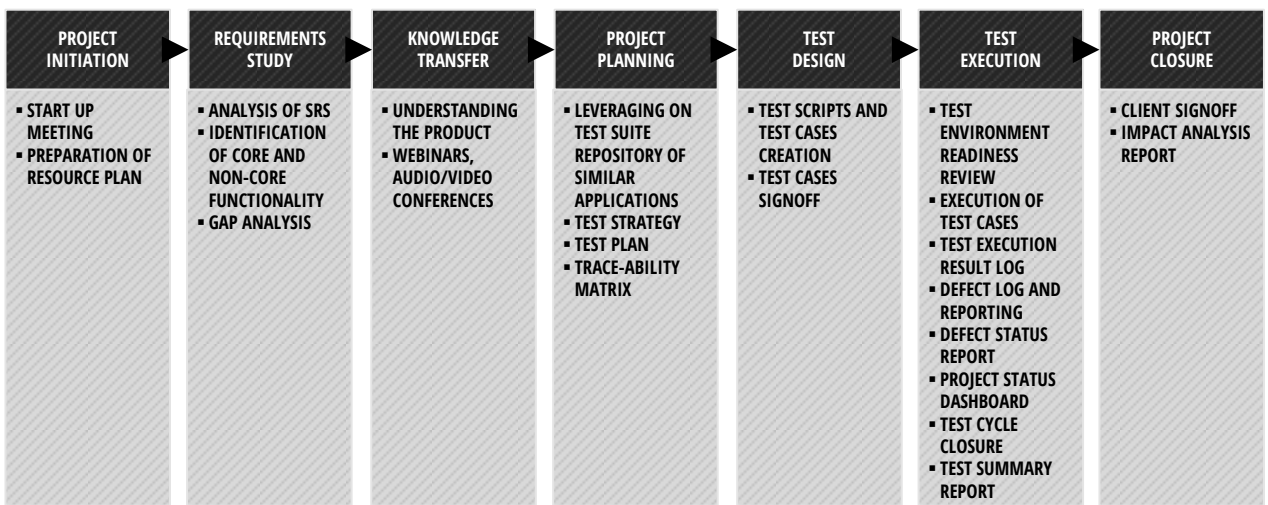 PROJECT
INITIATION
REQUIREMENTS
STUDY
KNOWLEDGE
TRANSFER
PROJECT
PLANNING
TEST
DESIGN
TEST
EXECUTION
PROJECT
CLOSURE
▪ START UP
MEETING
▪ PREPARATION OF
RESOURCE PLAN
▪ ANALYSIS OF SRS
▪ IDENTIFICATION
OF CORE AND
NON-CORE
FUNCTIONALITY
▪ GAP ANALYSIS
▪ UNDERSTANDING
THE PRODUCT
▪ WEBINARS,
AUDIO/VIDEO
CONFERENCES
▪ LEVERAGING ON
TEST SUITE
REPOSITORY OF
SIMILAR
APPLICATIONS
▪ TEST STRATEGY
▪ TEST PLAN
▪ TRACE-ABILITY
MATRIX
▪ TEST SCRIPTS AND
TEST CASES
CREATION
▪ TEST CASES
SIGNOFF
▪ TEST
ENVIRONMENT
READINESS
REVIEW
▪ EXECUTION OF
TEST CASES
▪ TEST EXECUTION
RESULT LOG
▪ DEFECT LOG AND
REPORTING
▪ DEFECT STATUS
REPORT
▪ PROJECT STATUS
DASHBOARD
▪ TEST CYCLE
CLOSURE
▪ TEST SUMMARY
REPORT
▪ CLIENT SIGNOFF
▪ IMPACT ANALYSIS
REPORT